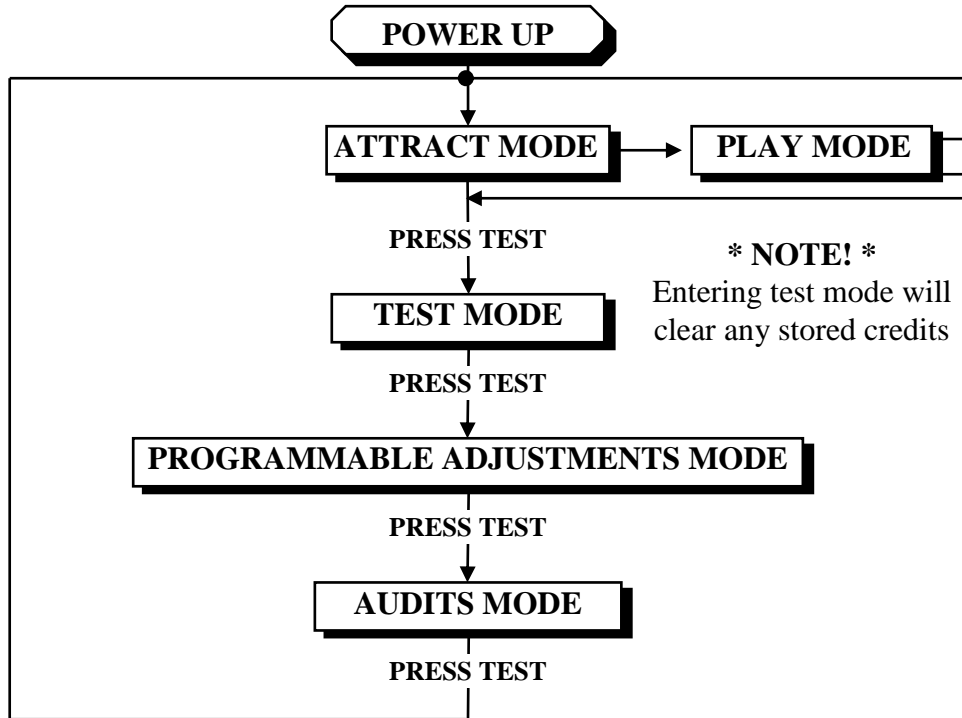 POWER UP
ATTRACT MODE
PLAY MODE
PRESS TEST
* NOTE! *
Entering test mode will
clear any stored credits
TEST MODE
PRESS TEST
PROGRAMMABLE ADJUSTMENTS MODE
PRESS TEST
AUDITS MODE
PRESS TEST